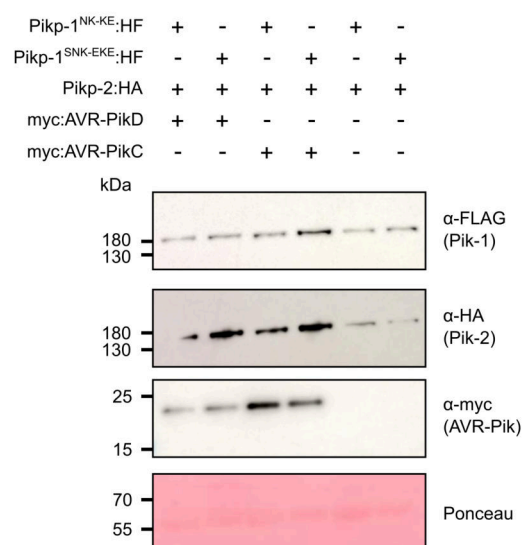 Pikp-1NK-KE:HF + - + - + -
Pikp-1SNK-EKE:HF - + - + - +
Pikp-2:HA + + + + + +
myc:AVR-PikD + + - - - -
myc:AVR-PikC - - + + - -
kDa
180
130
α-FLAG
(Pik-1)
180
130
α-HA
(Pik-2)
25
15
α-myc
(AVR-Pik)
70
55
Ponceau